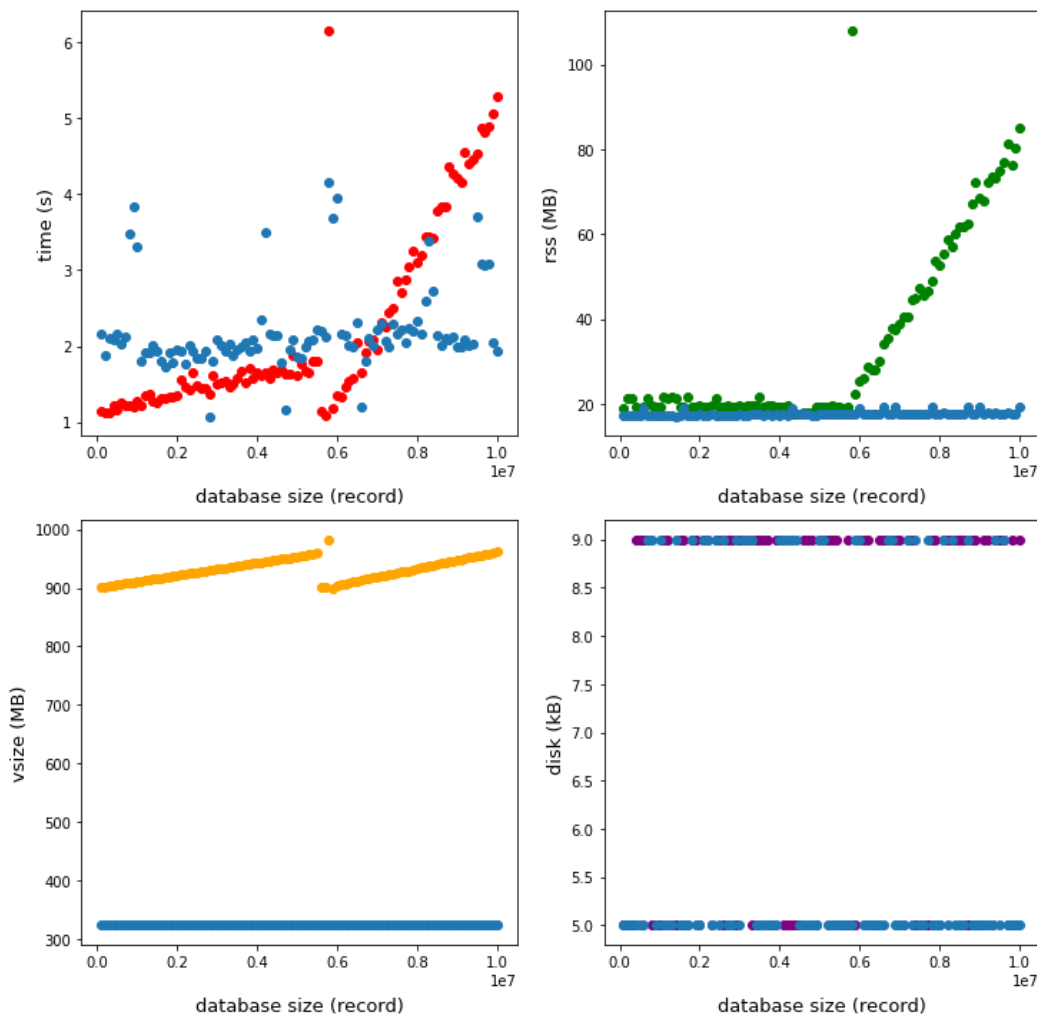 6
5
4
3
2
1
time (s)
0.0 0.2 0.4 0.6 0.8 1.0
1e7
database size (record)
100
80
60
40
20
rss (MB)
0.0 0.2 0.4 0.6 0.8 1.0
1e7
database size (record)
1000
900
800
700
600
500
400
300
vsize (MB)
0.0 0.2 0.4 0.6 0.8 1.0
1e7
database size (record)
9.0
8.5
8.0
7.5
7.0
6.5
6.0
5.5
5.0
disk (kB)
0.0 0.2 0.4 0.6 0.8 1.0
1e7
database size (record)